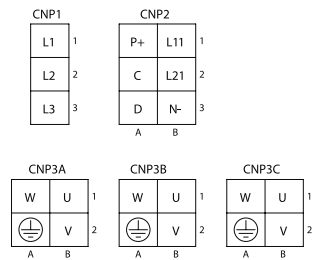 CNP1 CNP2
L1 1 P+ L11 1
L2 2 C L21 2
L3 3 D N- 3
A B
CNP3A CNP3B CNP3C
W U 1 W U 1 W U 1
V 2 V 2 V 2
A B A B A B